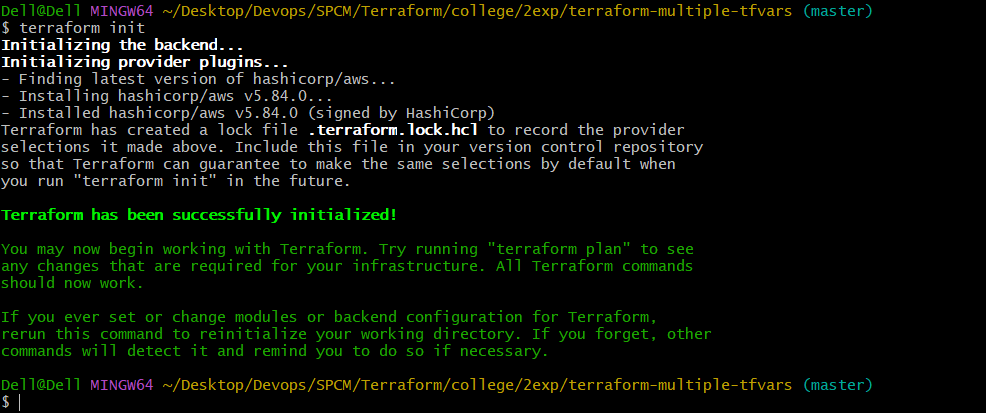 Dell@Dell MINGW64 ~/Desktop/Devops/SPCM/Terraform/college/2exp/terraform-multiple-tfvars (master)
$ terraform init
Initializing the backend...
Initializing provider plugins...
- Finding latest version of hashicorp/aws...
- Installing hashicorp/aws v5.84.0...
- Installed hashicorp/aws v5.84.0 (signed by HashiCorp)
Terraform has created a lock file .terraform.lock.hcl to record the provider
selections it made above. Include this file in your version control repository
so that Terraform can guarantee to make the same selections by default when
you run "terraform init" in the future.
Terraform has been successfully initialized!
You may now begin working with Terraform. Try running "terraform plan" to see
any changes that are required for your infrastructure. All Terraform commands
should now work.
If you ever set or change modules or backend configuration for Terraform,
rerun this command to reinitialize your working directory. If you forget, other
commands will detect it and remind you to do so if necessary.
Dell@Dell MINGW64 ~/Desktop/Devops/SPCM/Terraform/college/2exp/terraform-multiple-tfvars (master)
$